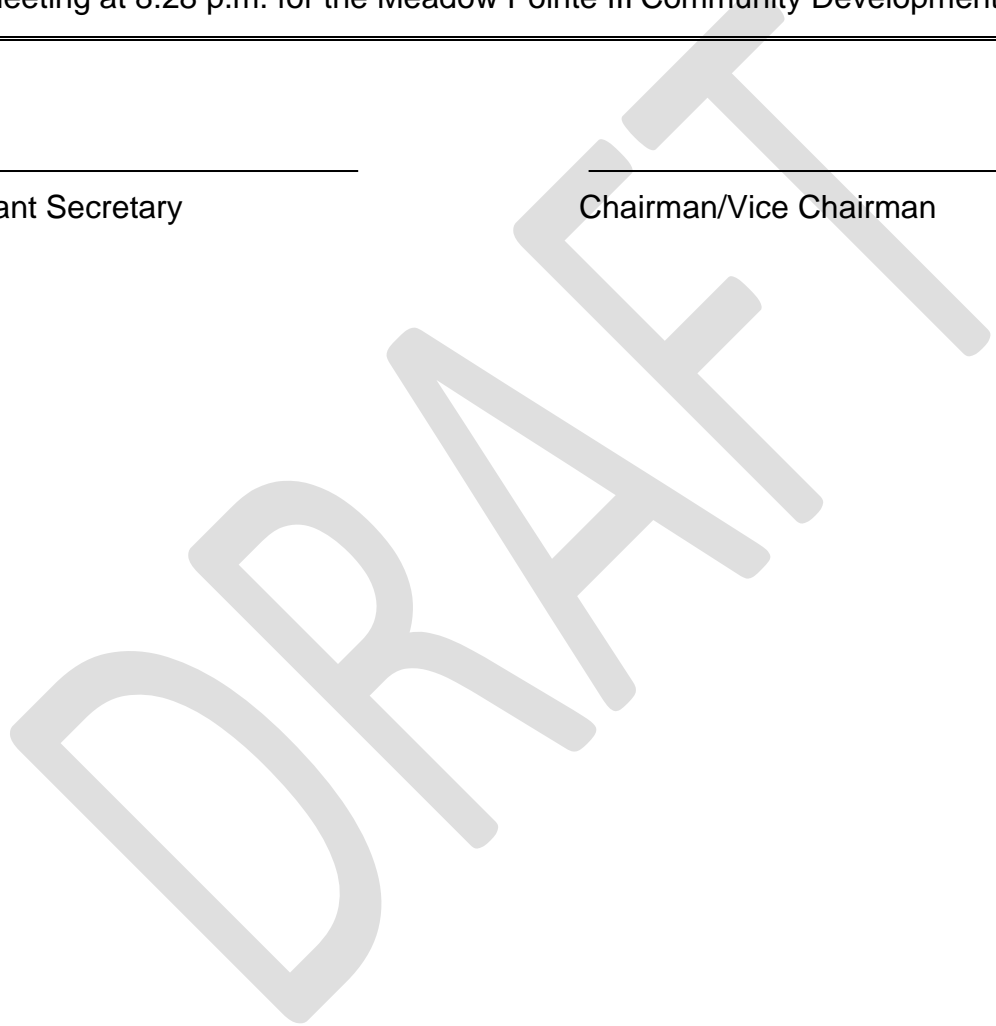 eeting at 8:28 p.m. for the Meadow Pointe III Community Development
ant Secretary Chairman/Vice Chairman
DRAFT